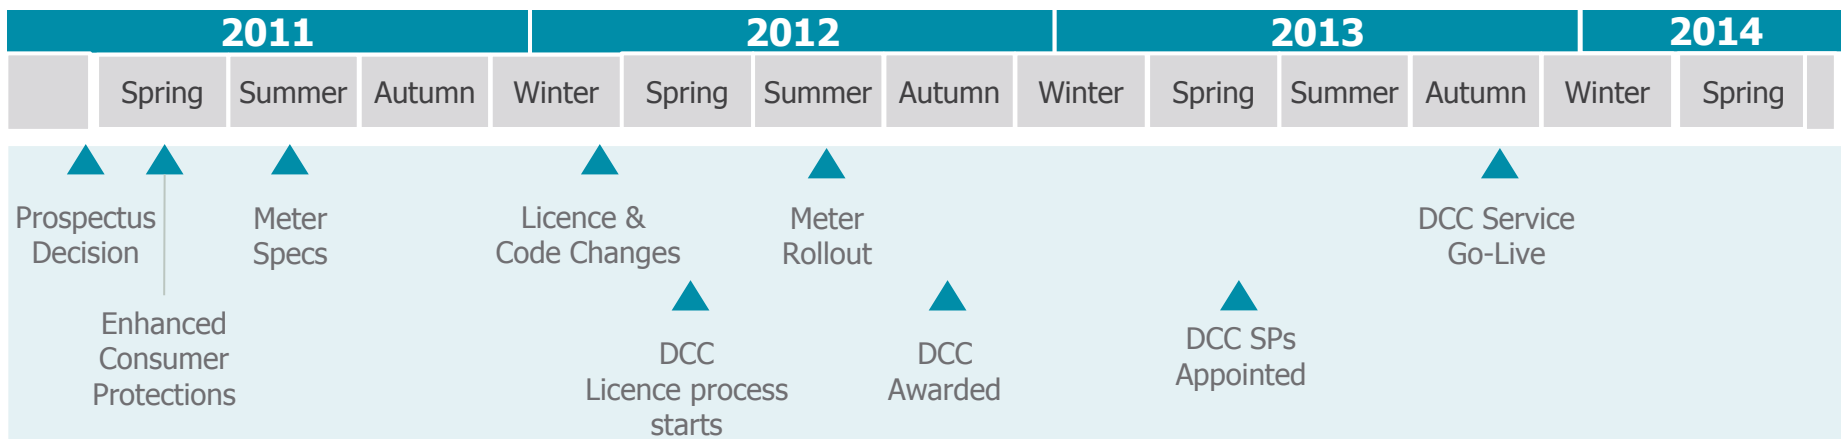 2011 2012 2013 2014
Spring Summer Autumn Winter Spring Summer Autumn Winter Spring Summer Autumn Winter Spring
Prospectus
Decision
Enhanced
Consumer
Protections
Meter
Specs
Licence &
Code Changes
DCC
Licence process
starts
Meter
Rollout
DCC
Awarded
DCC SPs
Appointed
DCC Service
Go-Live